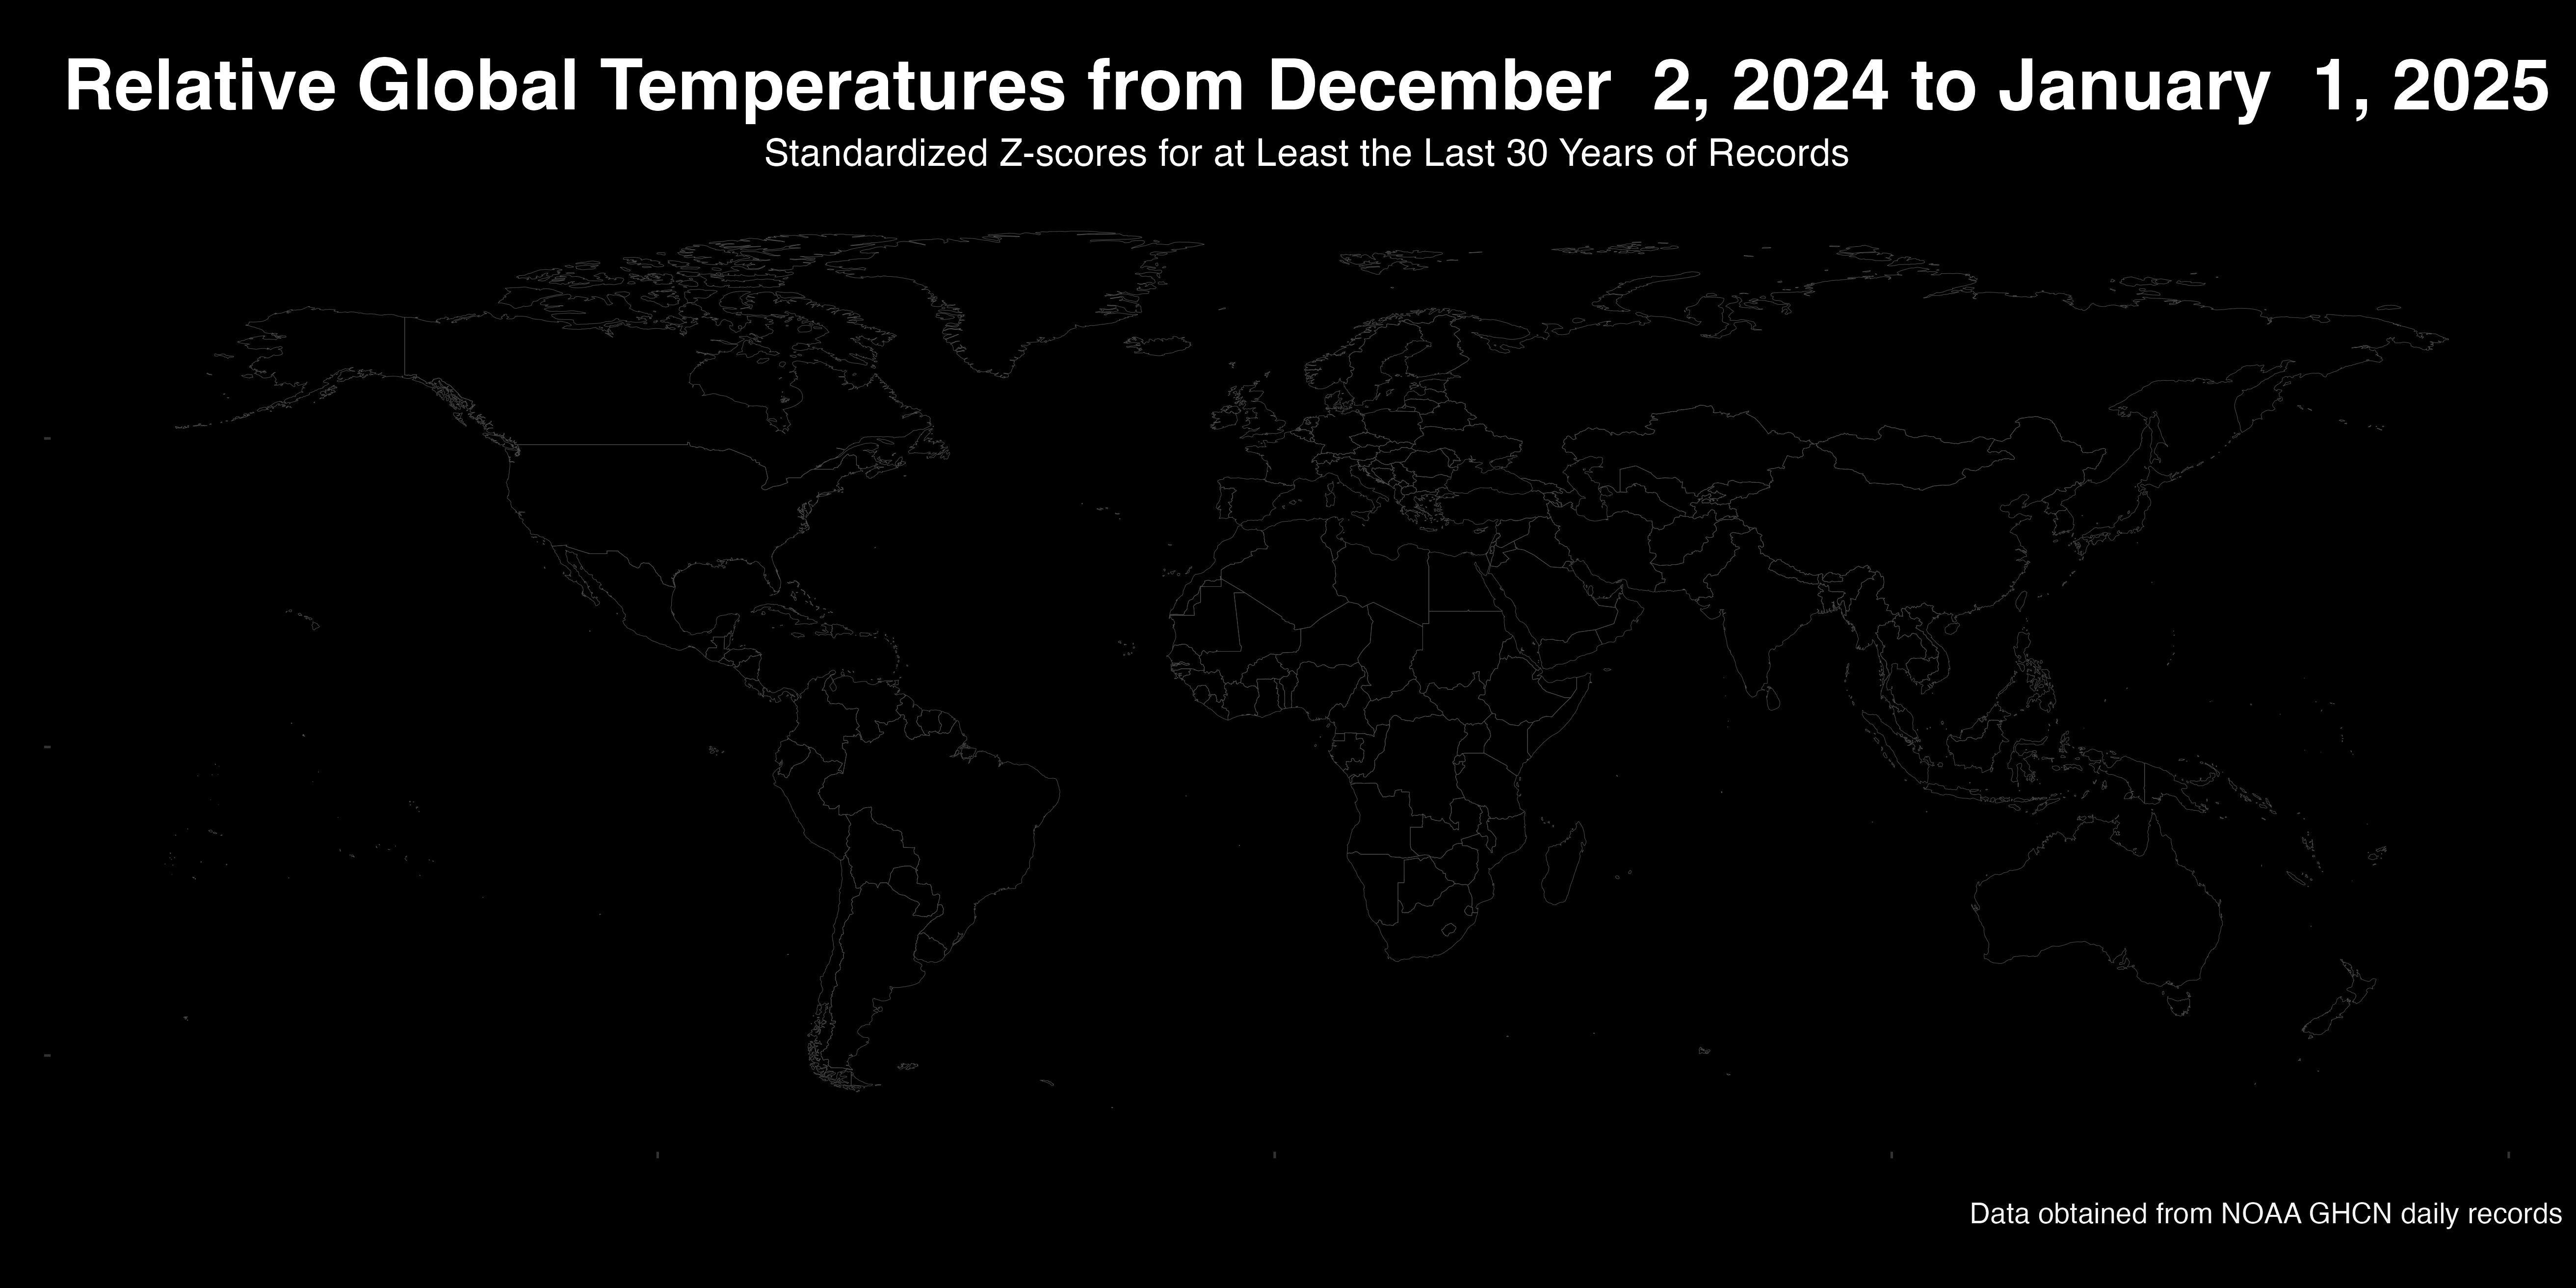 Relative Global Temperatures from December  2, 2024 to January  1, 2025
Standardized Z-scores for at Least the Last 30 Years of Records
Data obtained from NOAA GHCN daily records